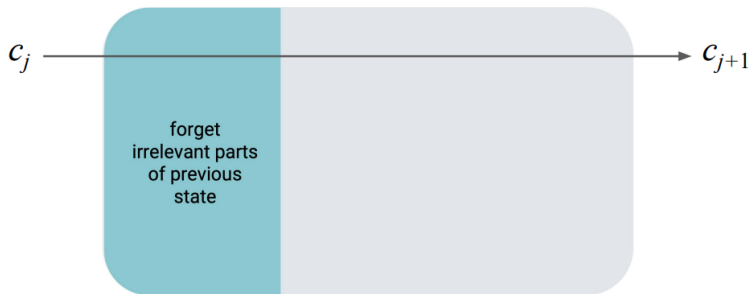 c_j
c_{j+1}
forget
irrelevant parts
of previous
state